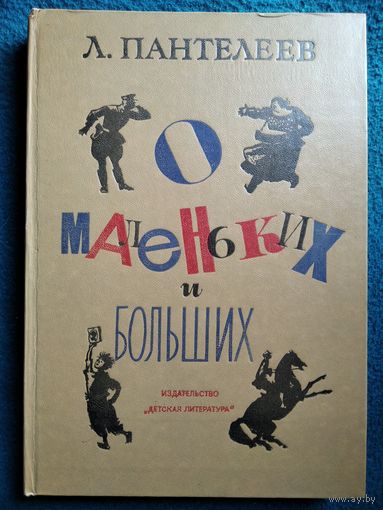 Л. ПАНТЕЛЕЕВ
О
МАЛЕНЬКИХ
и
БОЛЬШИХ
ИЗДАТЕЛЬСТВО
„ДЕТСКАЯ ЛИТЕРАТУРА“
www.ay.by